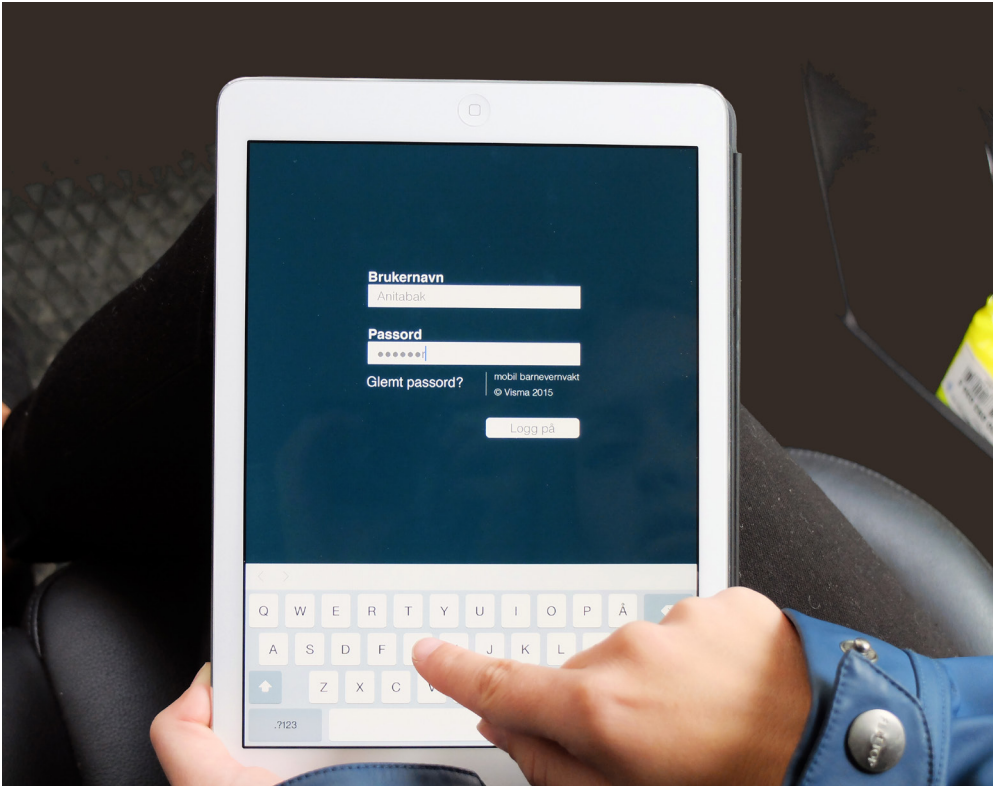 Brukernavn
Anitabak
Passord
••••••r
Glemt passord?
mobil barnevernvakt
© Visma 2015
Logg på
Q W E R T Y U I O P Å
A S D F J K L
Z X C V
.?123